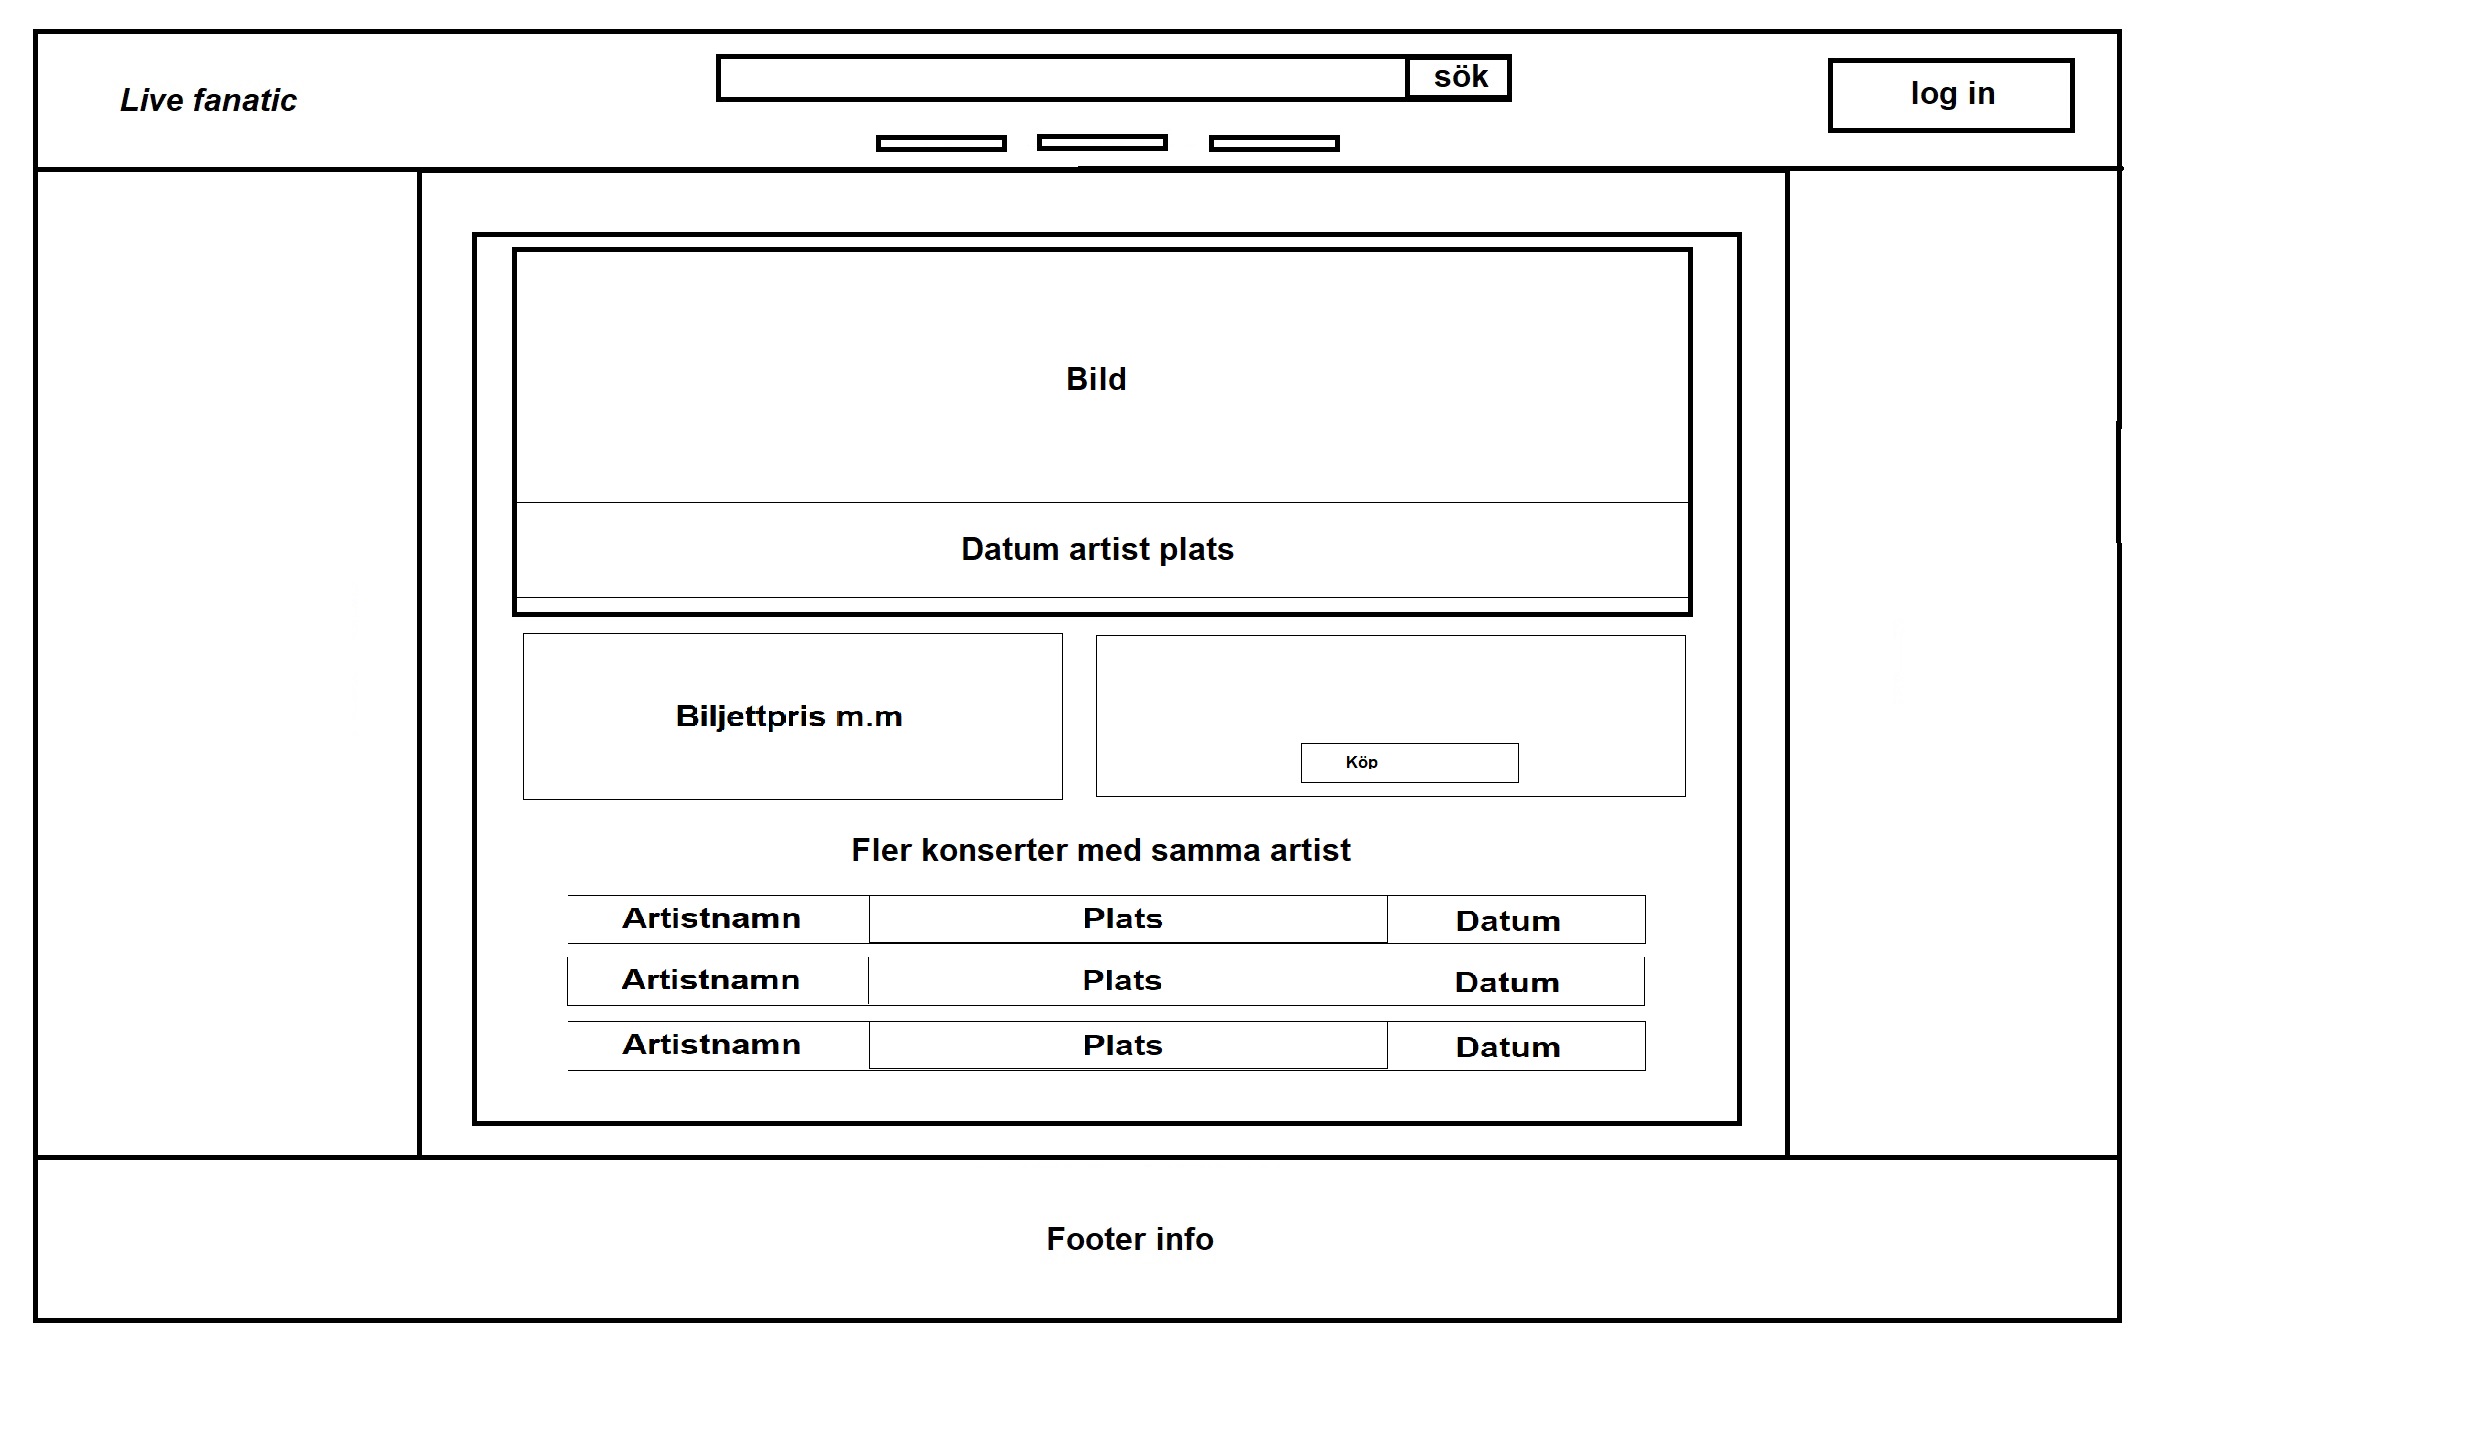 Live fanatic
sök
log in
Bild
Datum artist plats
Biljettpris m.m
Köp
Fler konserter med samma artist
Artistnamn Plats Datum
Artistnamn Plats Datum
Artistnamn Plats Datum
Footer info